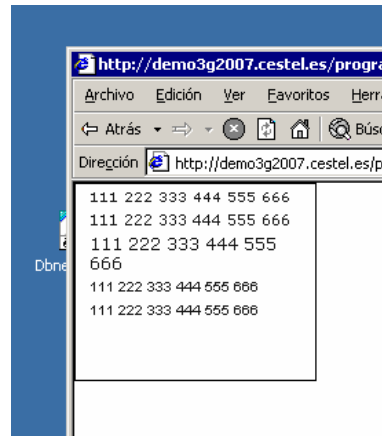 http://demo3g2007.cestel.es/progra
Archivo Edición Ver Favoritos Herr
Atrás Bús
Dirección http://demo3g2007.cestel.es/p
111 222 333 444 555 666
111 222 333 444 555 666
111 222 333 444 555
666
Dbne
111 222 333 444 555 666
111 222 333 444 555 666